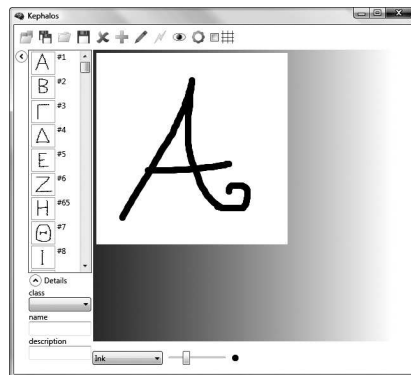 Kephalos
Α #1
Β #2
Γ #3
Δ #4
Ε #5
Ζ #6
Η #65
Θ #7
Ι #8
A
Details
class
name
description
Ink